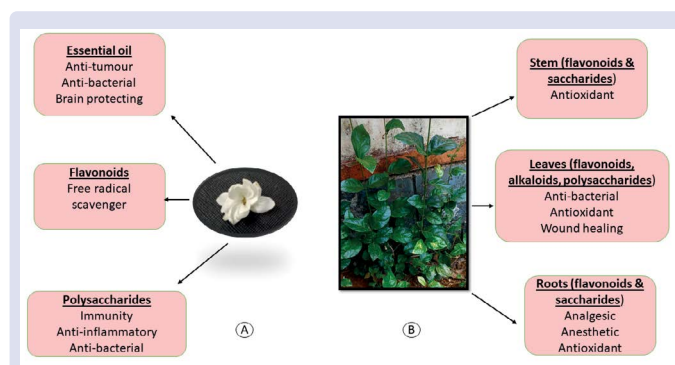 Essential oil
Anti-tumour
Anti-bacterial
Brain protecting
Flavonoids
Free radical
scavenger
Polysaccharides
Immunity
Anti-inflammatory
Anti-bacterial
A
B
Stem (flavonoids &
saccharides)
Antioxidant
Leaves (flavonoids,
alkaloids, polysaccharides)
Anti-bacterial
Antioxidant
Wound healing
Roots (flavonoids &
saccharides)
Analgesic
Anesthetic
Antioxidant